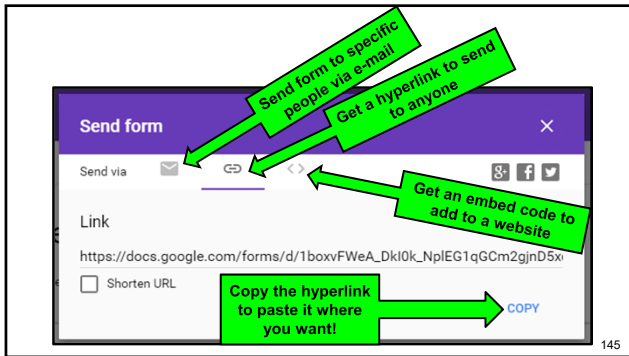 Send form to specific
people via e-mail
Get a hyperlink to send
to anyone
Send form
Send via
Get an embed code to
add to a website
Link
https://docs.google.com/forms/d/1boxvFWeA_DkI0k_NplEG1qGCm2gjnD5x
Shorten URL
Copy the hyperlink
to paste it where
you want!
COPY
145